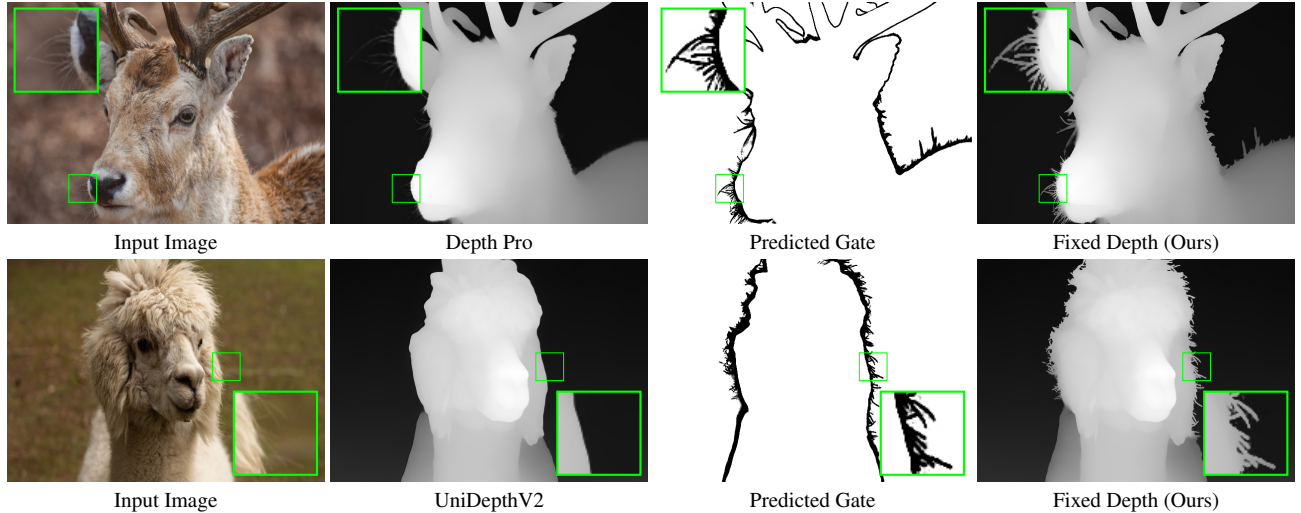 Input Image
Depth Pro
Predicted Gate
Fixed Depth (Ours)
Input Image
UniDepthV2
Predicted Gate
Fixed Depth (Ours)